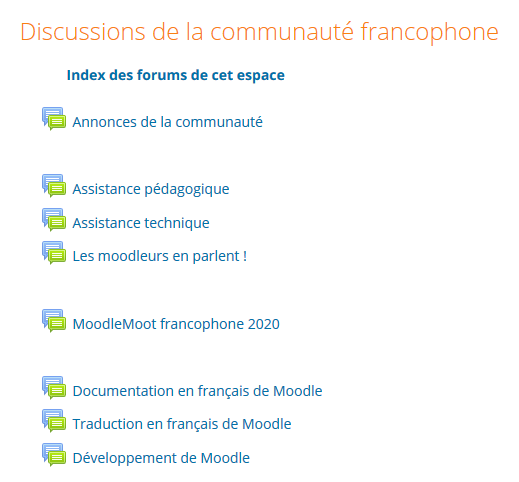 Discussions de la communauté francophone
Index des forums de cet espace
Annonces de la communauté
Assistance pédagogique
Assistance technique
Les moodleurs en parlent !
MoodleMoot francophone 2020
Documentation en français de Moodle
Traduction en français de Moodle
Développement de Moodle